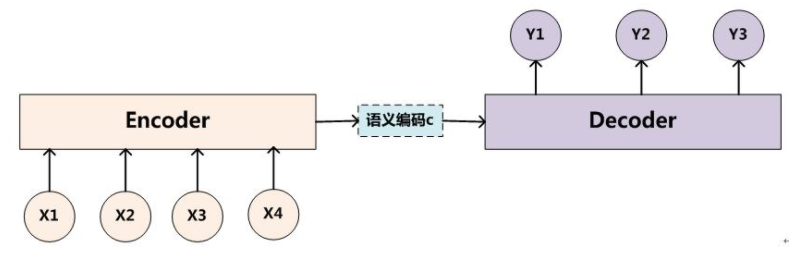 Y1 Y2 Y3
Encoder 语义编码c Decoder
X1 X2 X3 X4